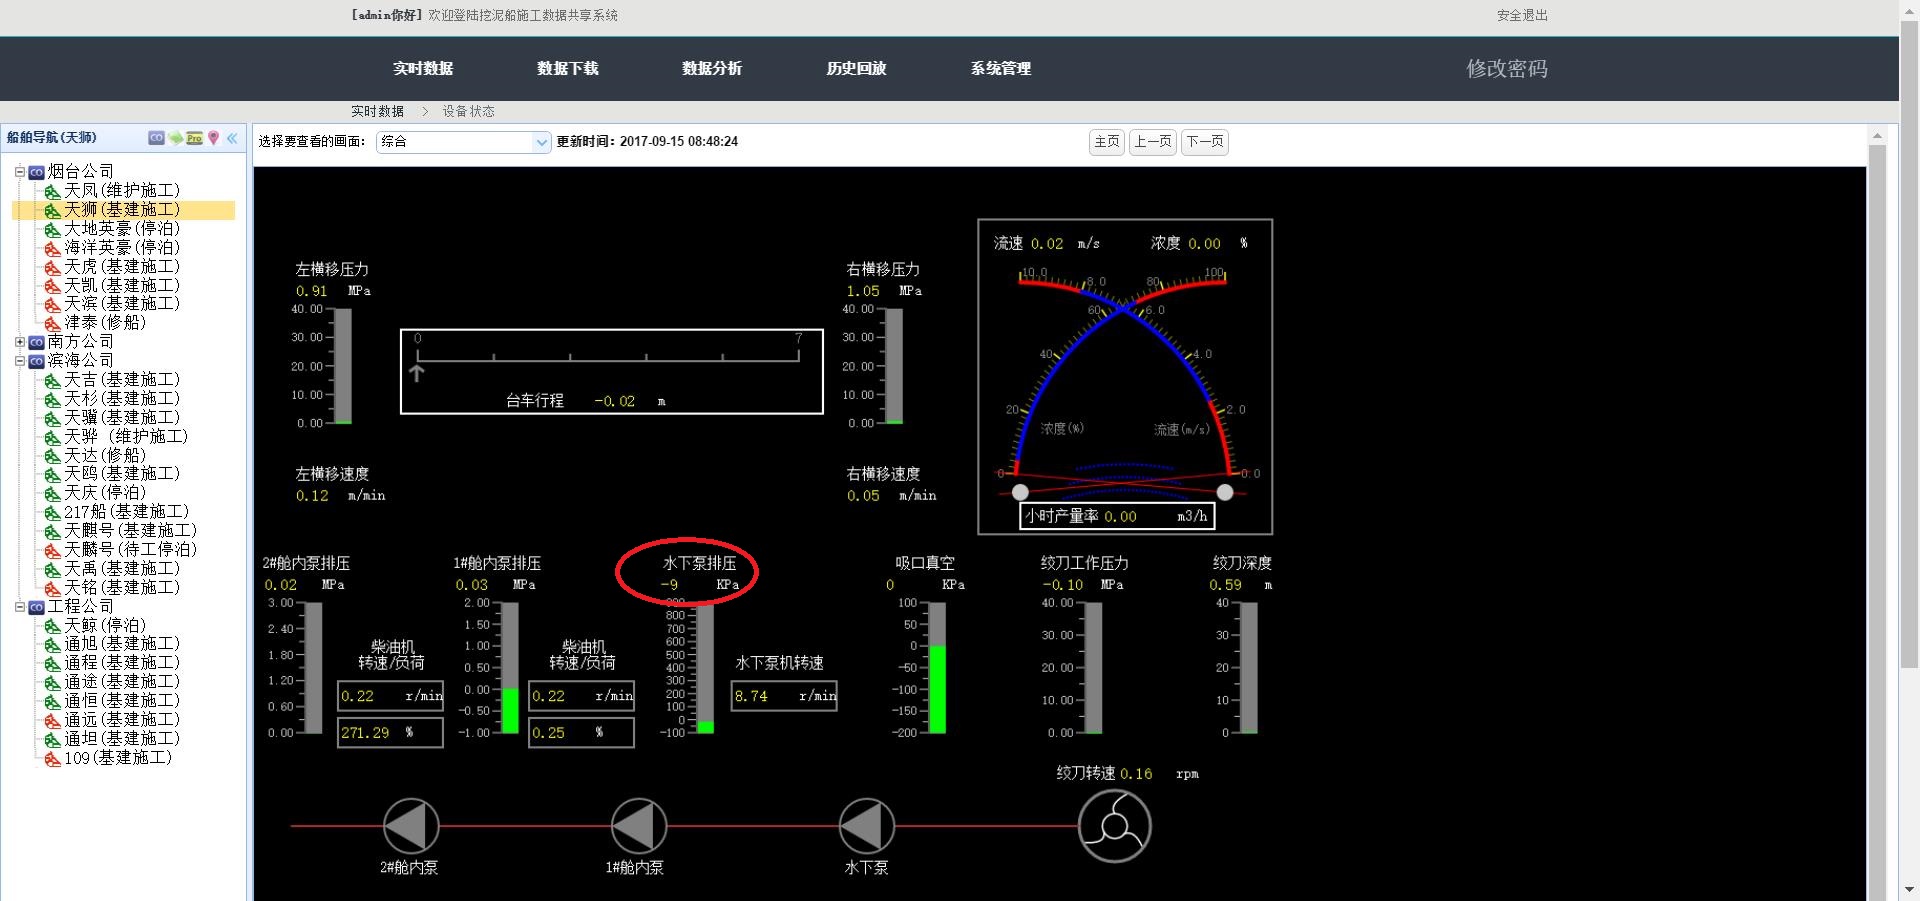 [admin你好] 欢迎登陆挖泥船施工数据共享系统
安全退出
实时数据 数据下载 数据分析 历史回放 系统管理
修改密码
实时数据 > 设备状态
船舶导航(天狮)
CO Pro
烟台公司
天凤(维护施工)
天狮(基建施工)
大地英豪(停泊)
海洋英豪(停泊)
天虎(基建施工)
天凯(基建施工)
天滨(基建施工)
津泰(修船)
南方公司
滨海公司
天吉(基建施工)
天杉(基建施工)
天骥(基建施工)
天骅 (维护施工)
天达(修船)
天鸥(基建施工)
天庆(停泊)
217船(基建施工)
天麒号(基建施工)
天麟号(待工停泊)
天禹(基建施工)
天铭(基建施工)
工程公司
天鲸(停泊)
通旭(基建施工)
通程(基建施工)
通途(基建施工)
通恒(基建施工)
通远(基建施工)
通坦(基建施工)
109(基建施工)
选择要查看的画面: 综合 更新时间: 2017-09-15 08:48:24
主页 上一页 下一页
左横移压力
0.91 MPa
40.00
30.00
20.00
10.00
0.00
左横移速度
0.12 m/min
0 7
台车行程 -0.02 m
右横移压力
1.05 MPa
40.00
30.00
20.00
10.00
0.00
右横移速度
0.05 m/min
流速 0.02 m/s 浓度 0.00 %
10.0 8.0 80 100
60 6.0
40 4.0
20 2.0
浓度(%) 流速(m/s)
0 0.0
小时产量率 0.00 m3/h
2#舱内泵排压
0.02 MPa
3.00
2.40
1.80
1.20
0.60
0.00
柴油机
转速/负荷
0.22 r/min
271.29 %
1#舱内泵排压
0.03 MPa
2.00
1.50
1.00
0.50
0.00
-0.50
-1.00
柴油机
转速/负荷
0.22 r/min
0.25 %
水下泵排压
-9 KPa
900
800
700
600
500
400
300
200
100
0
-100
水下泵机转速
8.74 r/min
吸口真空
0 KPa
100
50
0
-50
-100
-150
-200
绞刀工作压力
-0.10 MPa
40.00
30.00
20.00
10.00
0.00
绞刀深度
0.59 m
40
30
20
10
0
绞刀转速 0.16 rpm
2#舱内泵 1#舱内泵 水下泵